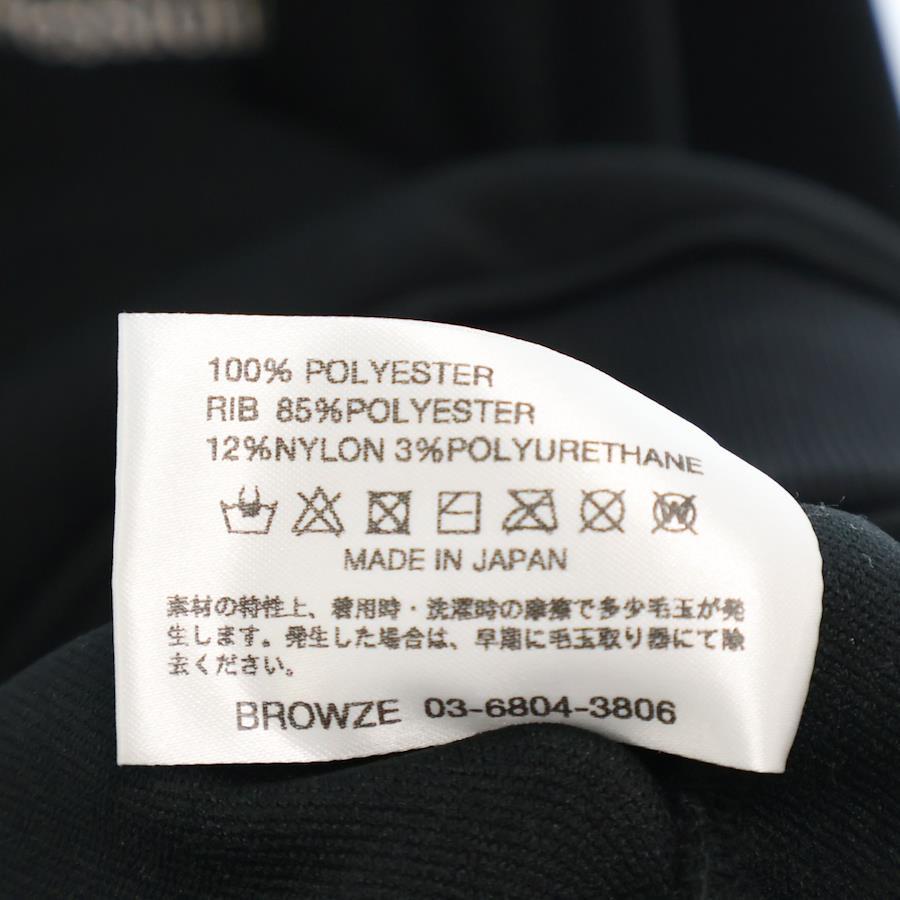 100% POLYESTER
RIB 85%POLYESTER
12%NYLON 3%POLYURETHANE
W
MADE IN JAPAN
素材の特性上、着用時・洗濯時の摩擦で多少毛玉が発
生します。発生した場合は、早急に毛玉取り器にて除
去ください。
BROWZE 03-6804-3806